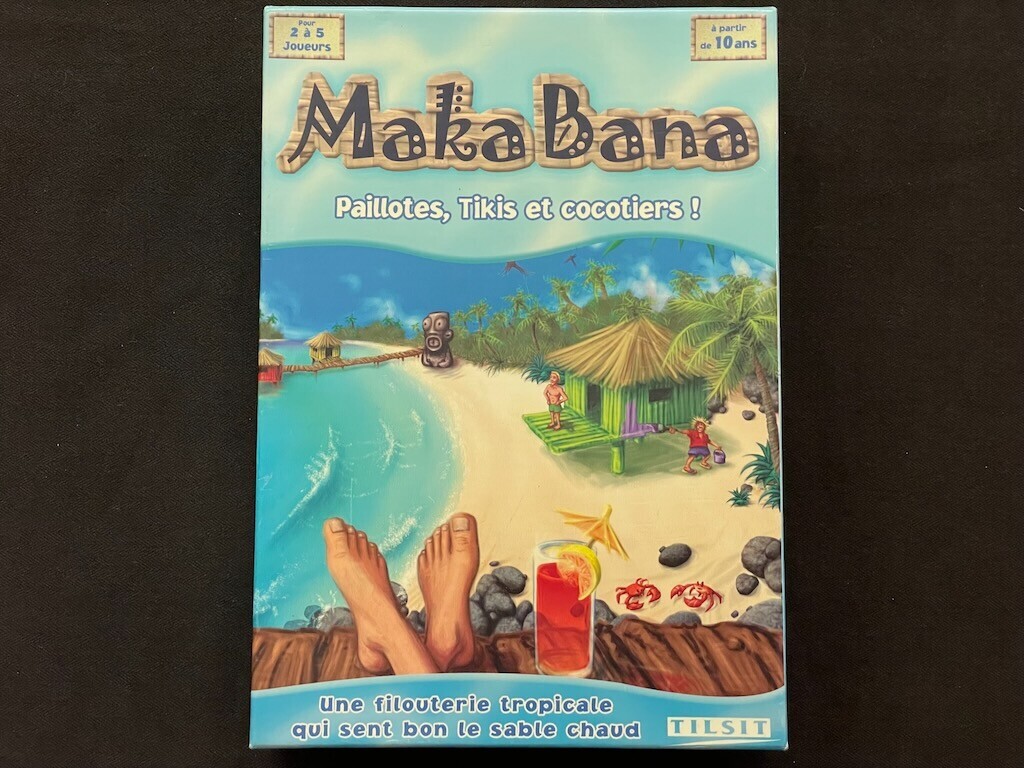 Pour
2 à 5
Joueurs
à partir
de 10 ans
MakaBana
Paillotes, Tikis et cocotiers !
Une filouterie tropicale
qui sent bon le sable chaud
TILSIT